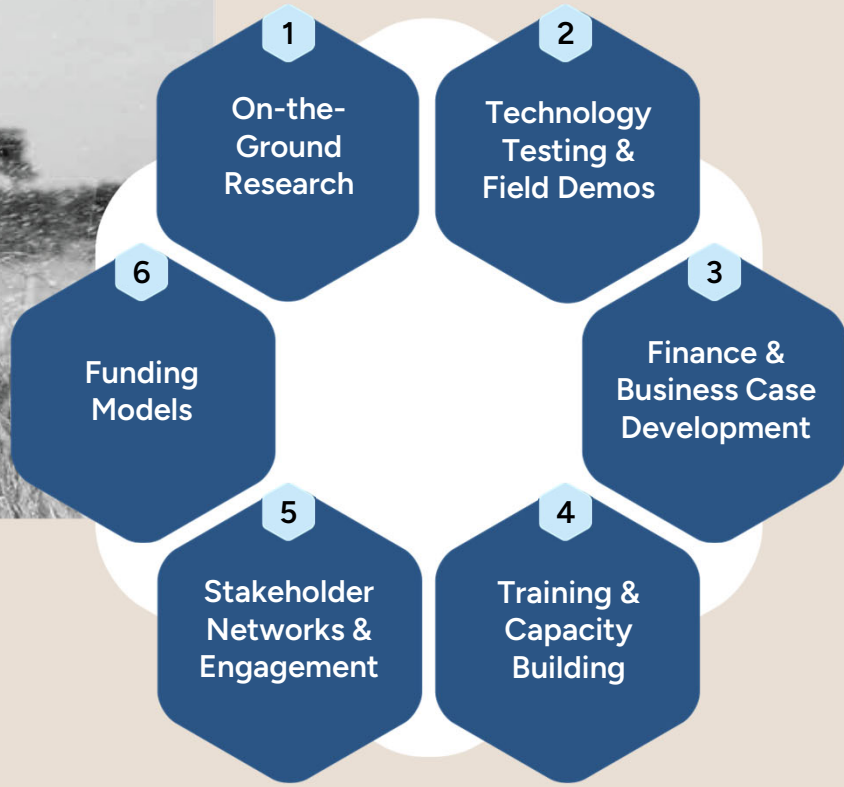 1
On-the-
Ground
Research
2
Technology
Testing &
Field Demos
3
Finance &
Business Case
Development
4
Training &
Capacity
Building
5
Stakeholder
Networks &
Engagement
6
Funding
Models